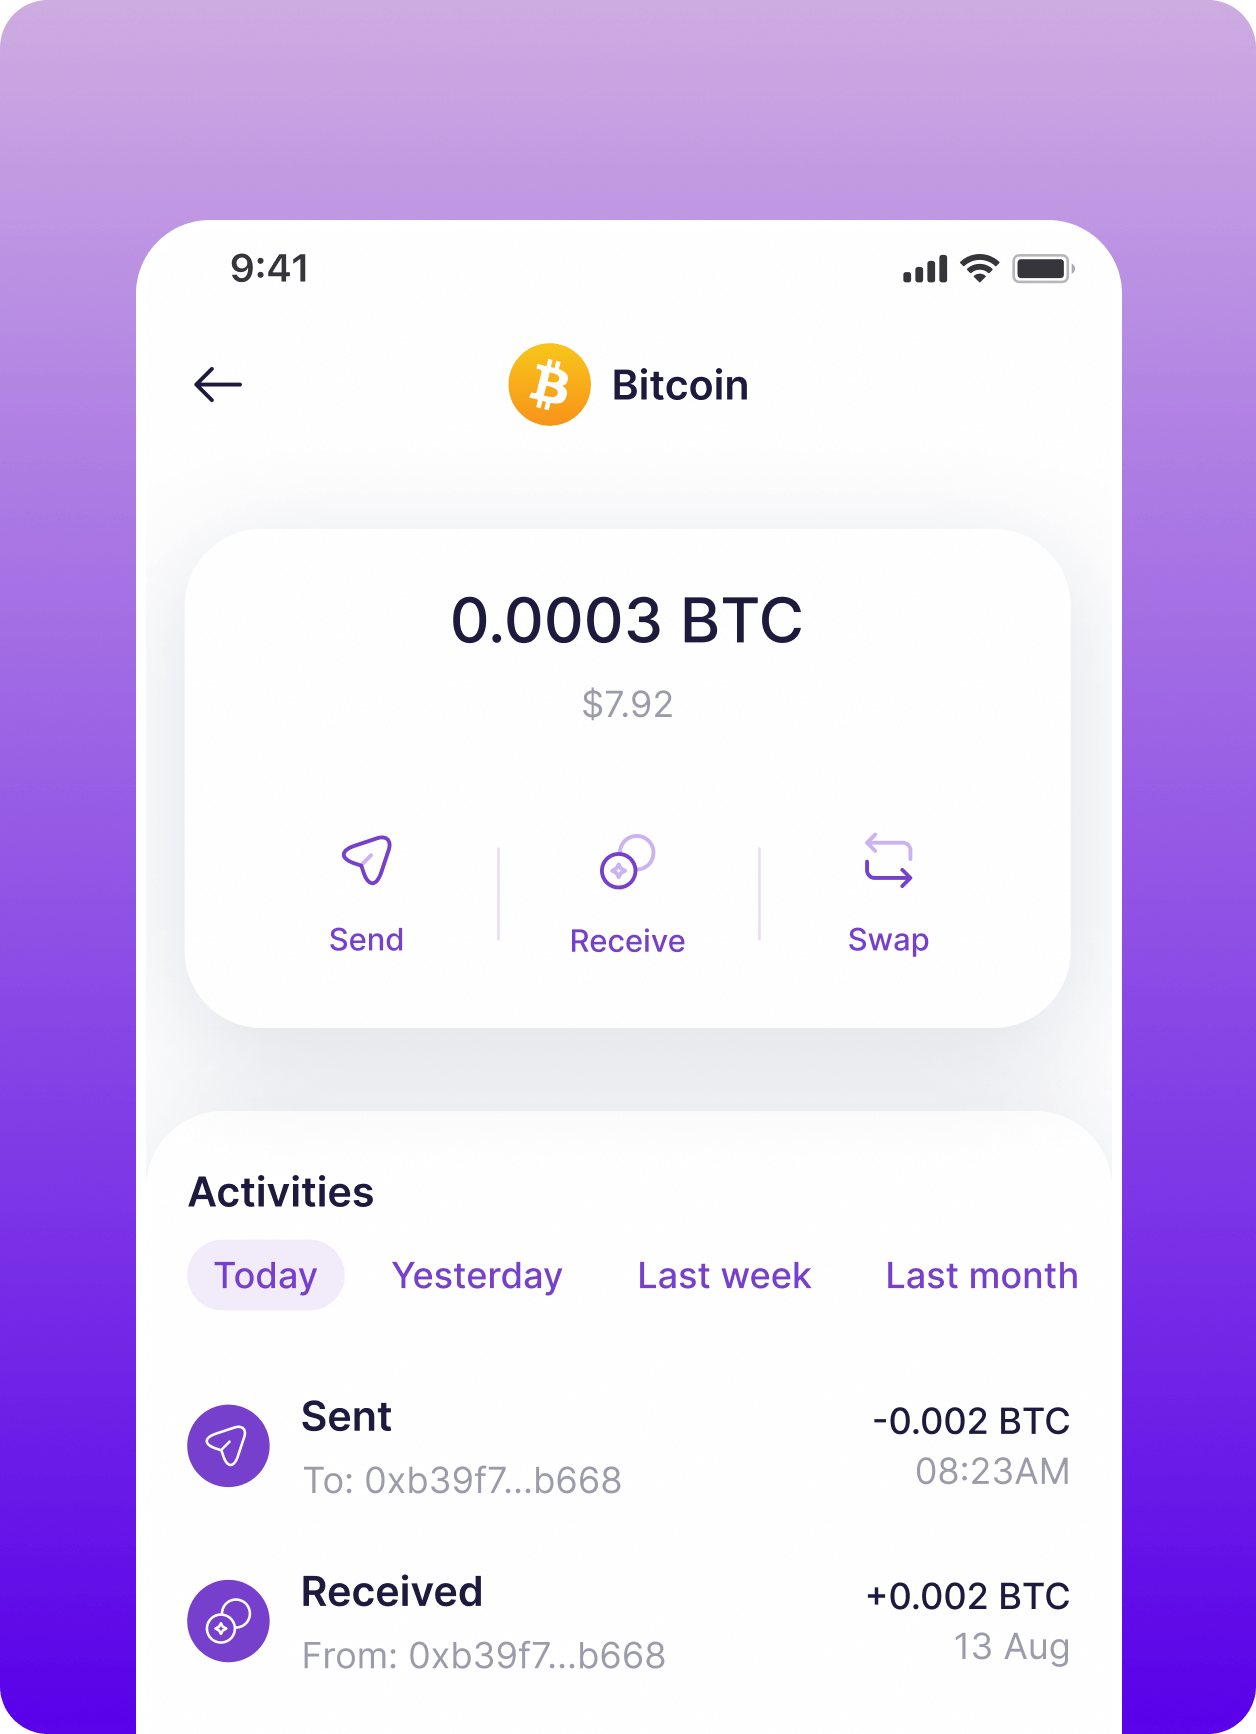 9:41
Bitcoin
0.0003 BTC
$7.92
Send Receive Swap
Activities
Today Yesterday Last week Last month
Sent
-0.002 BTC
To: 0xb39f7...b668
08:23AM
Received
+0.002 BTC
From: 0xb39f7...b668
13 Aug